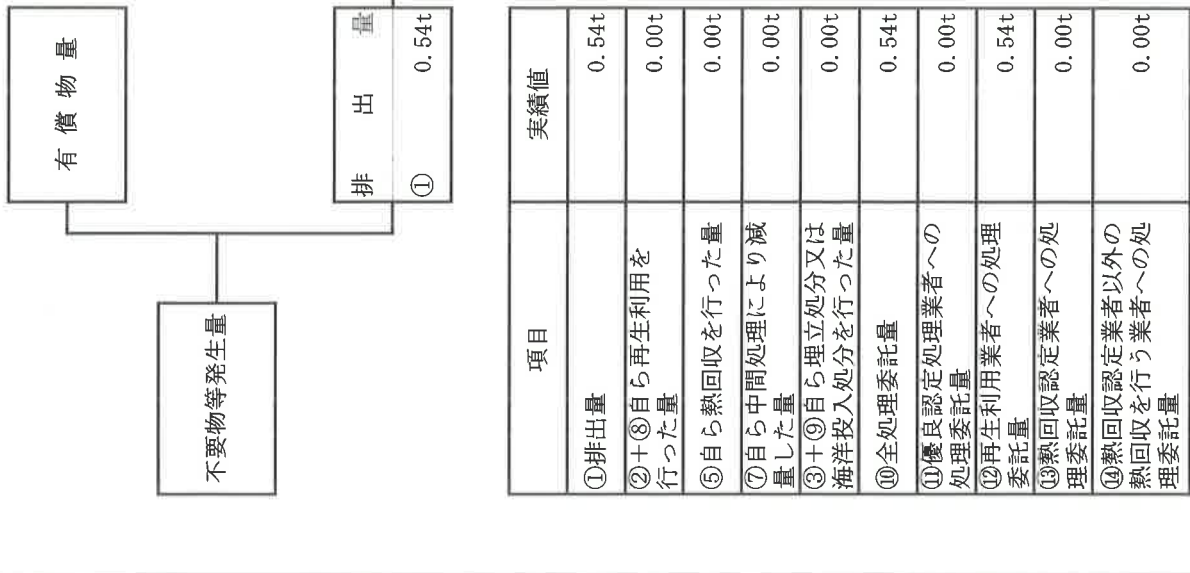 有償物量
不要物等発生量
排出量
① 0.54t
項目 実績値
①排出量 0.54t
②+⑧自ら再生利用を
行った量 0.00t
⑤自ら熱回収を行った量 0.00t
⑦自ら中間処理により減
量した量 0.00t
③+⑨自ら埋立処分又は
海洋投入処分を行った量 0.00t
⑩全処理委託量 0.54t
⑪優良認定処理業者への
処理委託量 0.00t
⑫再生利用業者への処理
委託量 0.54t
⑬熱回収認定業者への処
理委託量 0.00t
⑭熱回収認定業者以外の
熱回収を行う業者への処
理委託量 0.00t